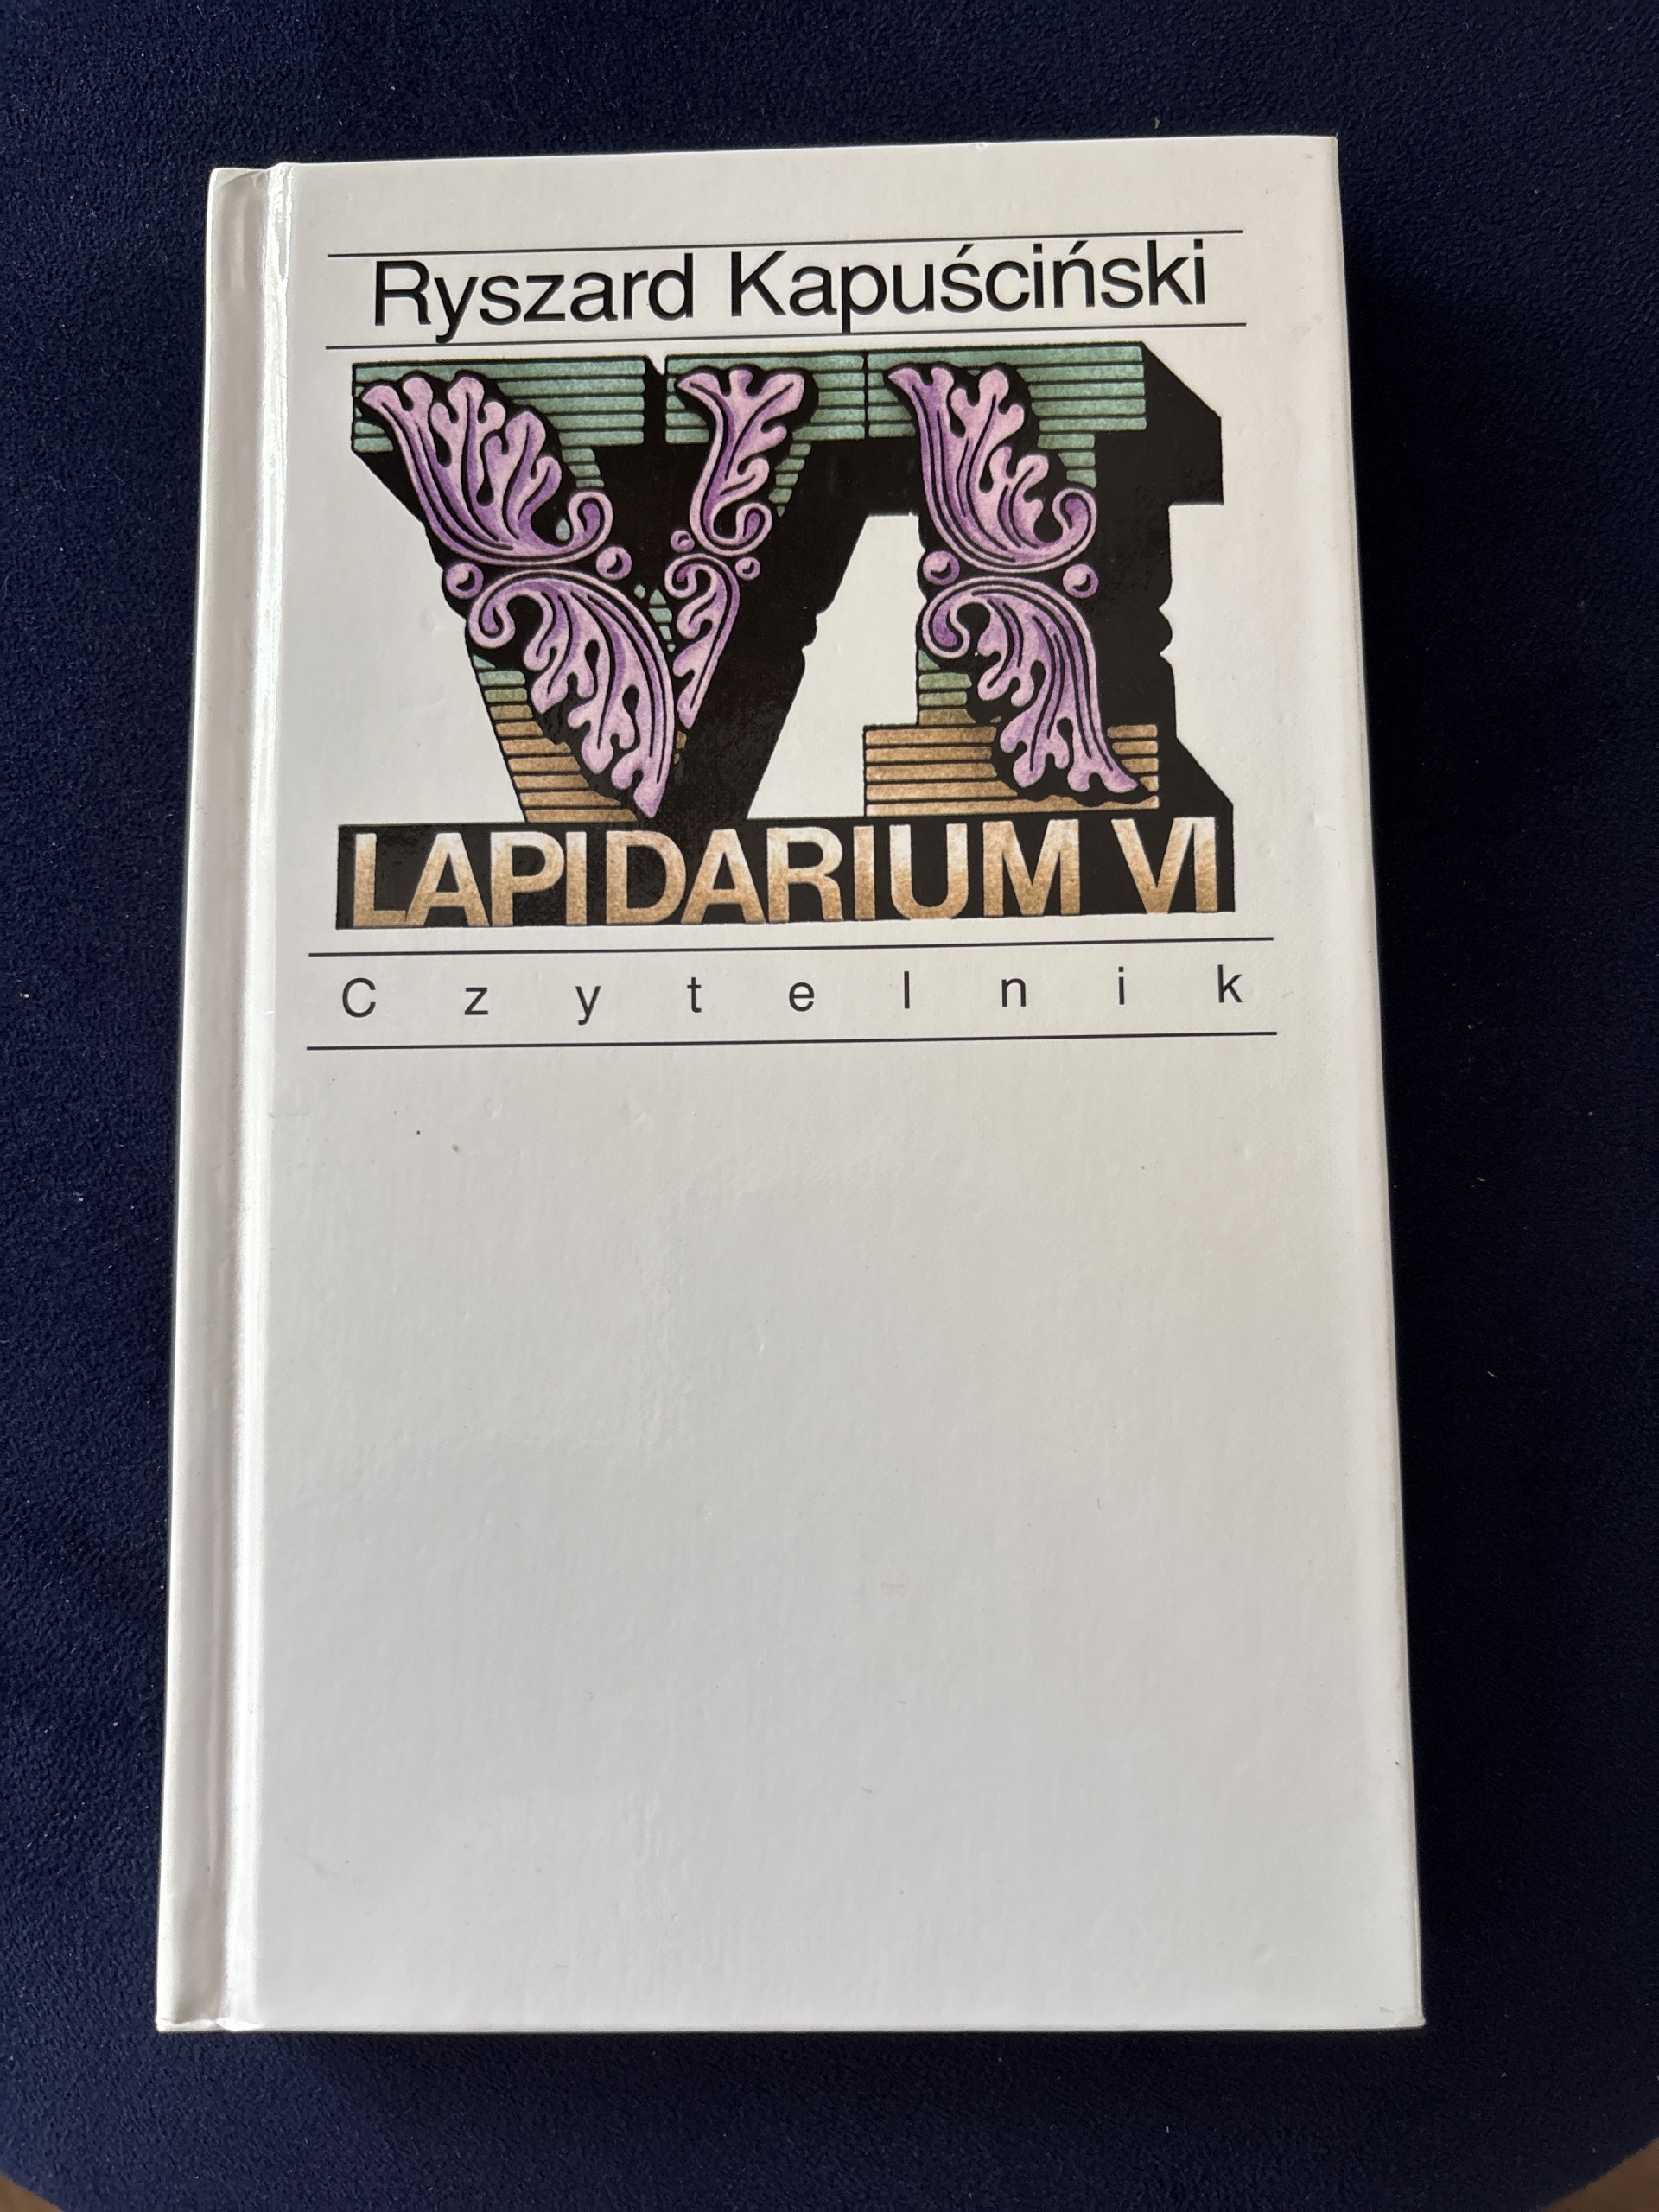 Ryszard Kapuściński
VI
LAPIDARIUM VI
Czytelnik